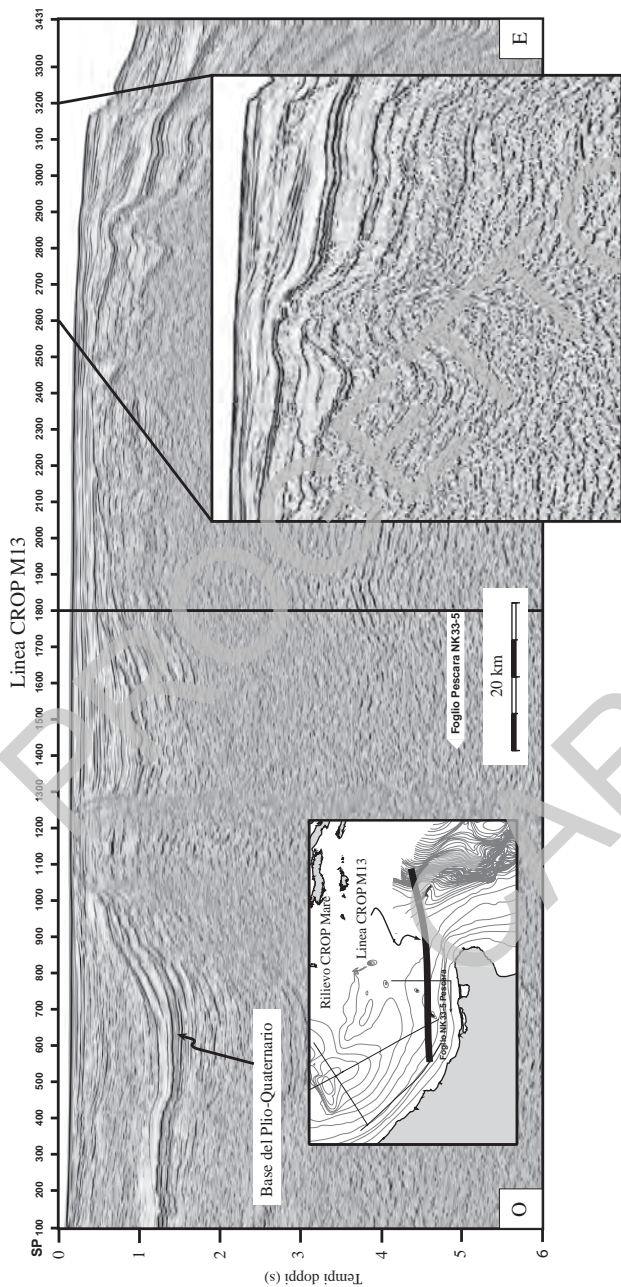 Linea CROP M13
SP 100 200 300 400 500 600 700 800 900 1000 1100 1200 1300 1400 1500 1600 1700 1800 1900 2000 2100 2200 2300 2400 2500 2600 2700 2800 2900 3000 3100 3200 3300 3431
0
1
2
3
4
5
6
Tempi doppi (s)
Base del Plio-Quaternario
O
E
Rilievo CROP Mare
Linea CROP M13
Foglio NK33-5 Pescara
Foglio Pescara NK33-5
20 km